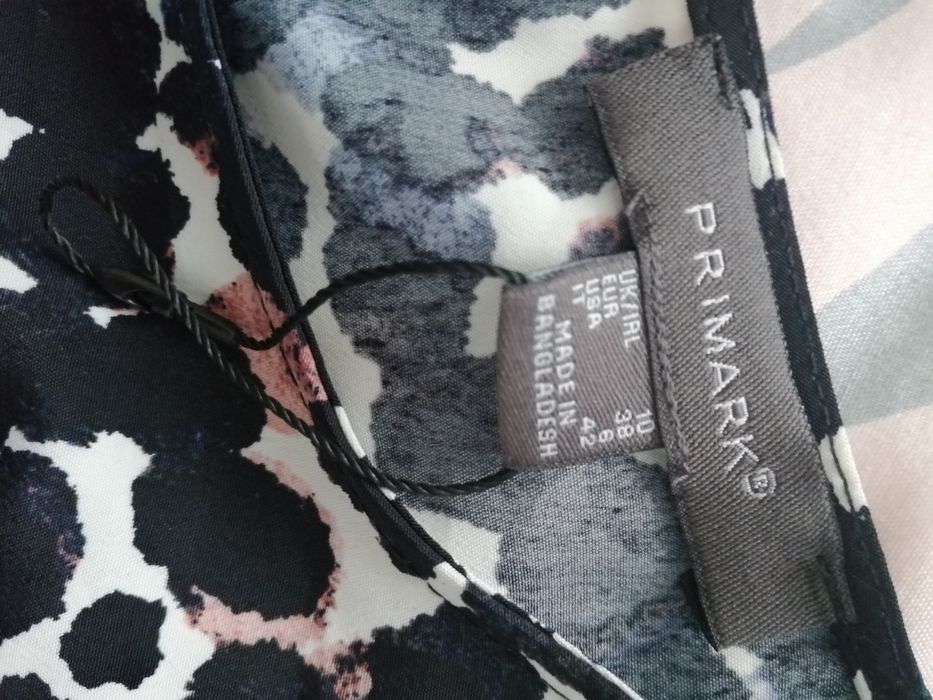 PRIMARK®
UK/IRL 10
EUR 38
USA 6
IT 42
MADE IN
BANGLADESH